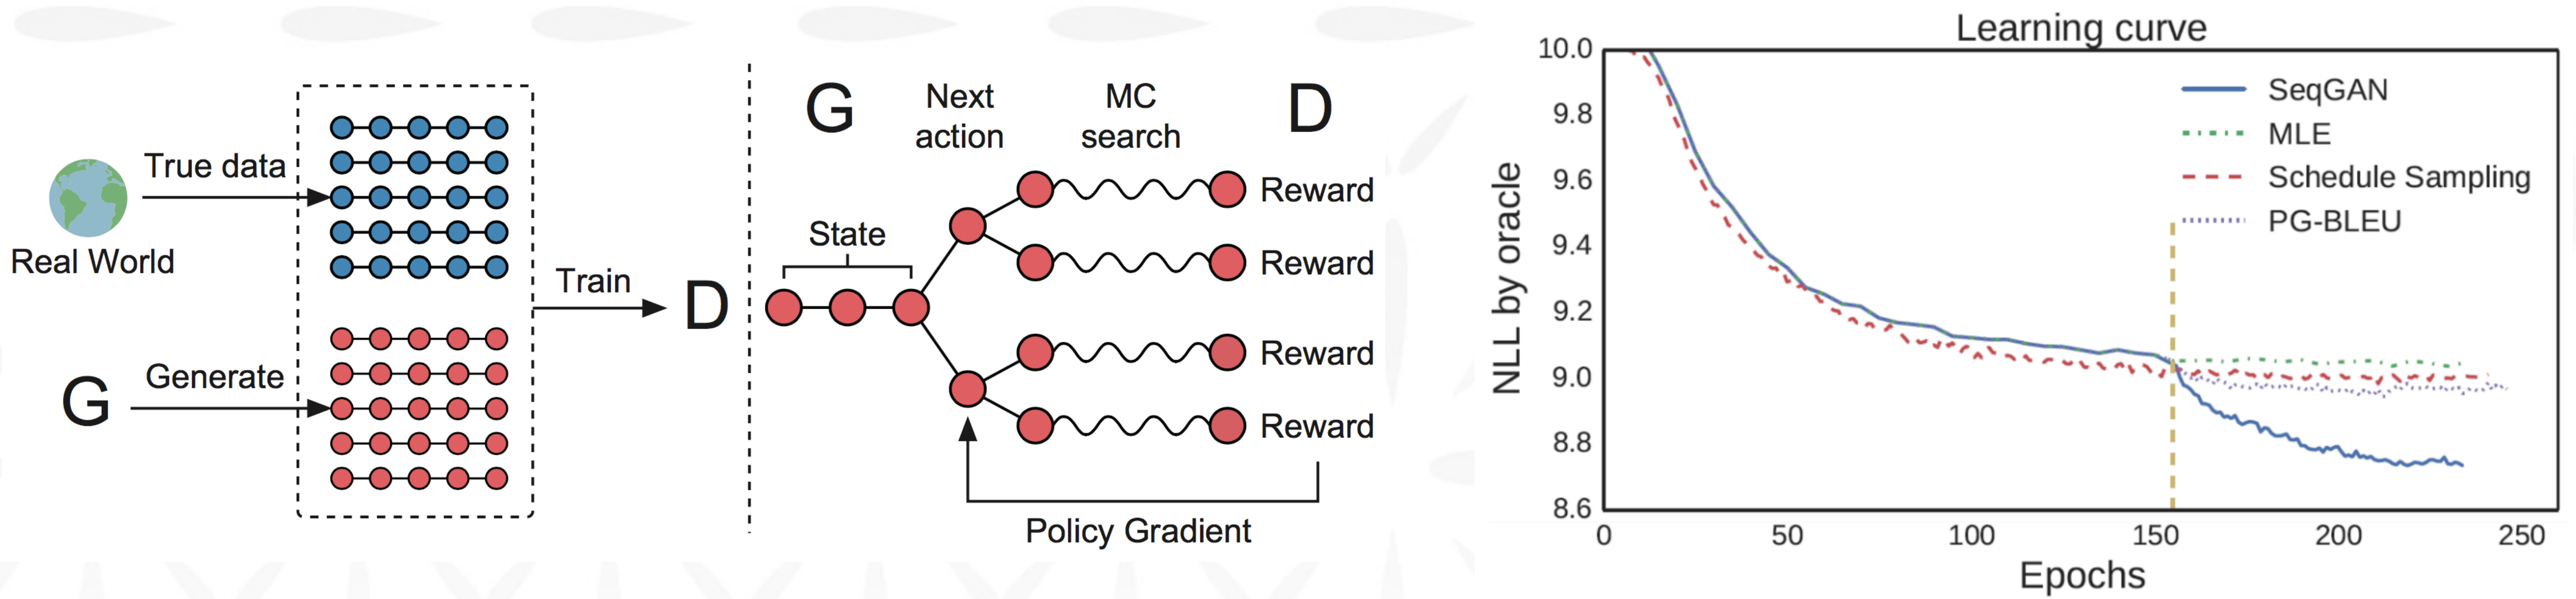 True data
Real World
G
Generate
Train
D
G
Next
action
MC
search
D
State
Reward
Reward
Reward
Reward
Policy Gradient
Learning curve
NLL by oracle
10.0
9.8
9.6
9.4
9.2
9.0
8.8
8.6
SeqGAN
MLE
Schedule Sampling
PG-BLEU
0 50 100 150 200 250
Epochs